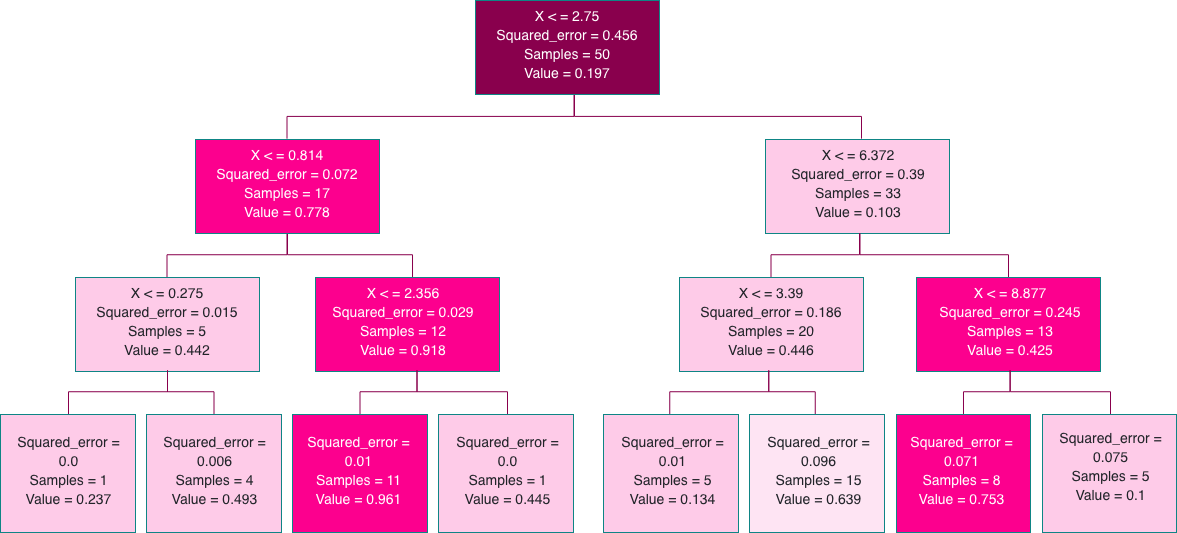 X < = 2.75
Squared_error = 0.456
Samples = 50
Value = 0.197
X < = 0.814
Squared_error = 0.072
Samples = 17
Value = 0.778
X < = 6.372
Squared_error = 0.39
Samples = 33
Value = 0.103
X < = 0.275
Squared_error = 0.015
Samples = 5
Value = 0.442
X < = 2.356
Squared_error = 0.029
Samples = 12
Value = 0.918
X < = 3.39
Squared_error = 0.186
Samples = 20
Value = 0.446
X < = 8.877
Squared_error = 0.245
Samples = 13
Value = 0.425
Squared_error =
0.0
Samples = 1
Value = 0.237
Squared_error =
0.006
Samples = 4
Value = 0.493
Squared_error =
0.01
Samples = 11
Value = 0.961
Squared_error =
0.0
Samples = 1
Value = 0.445
Squared_error =
0.01
Samples = 5
Value = 0.134
Squared_error =
0.096
Samples = 15
Value = 0.639
Squared_error =
0.071
Samples = 8
Value = 0.753
Squared_error =
0.075
Samples = 5
Value = 0.1